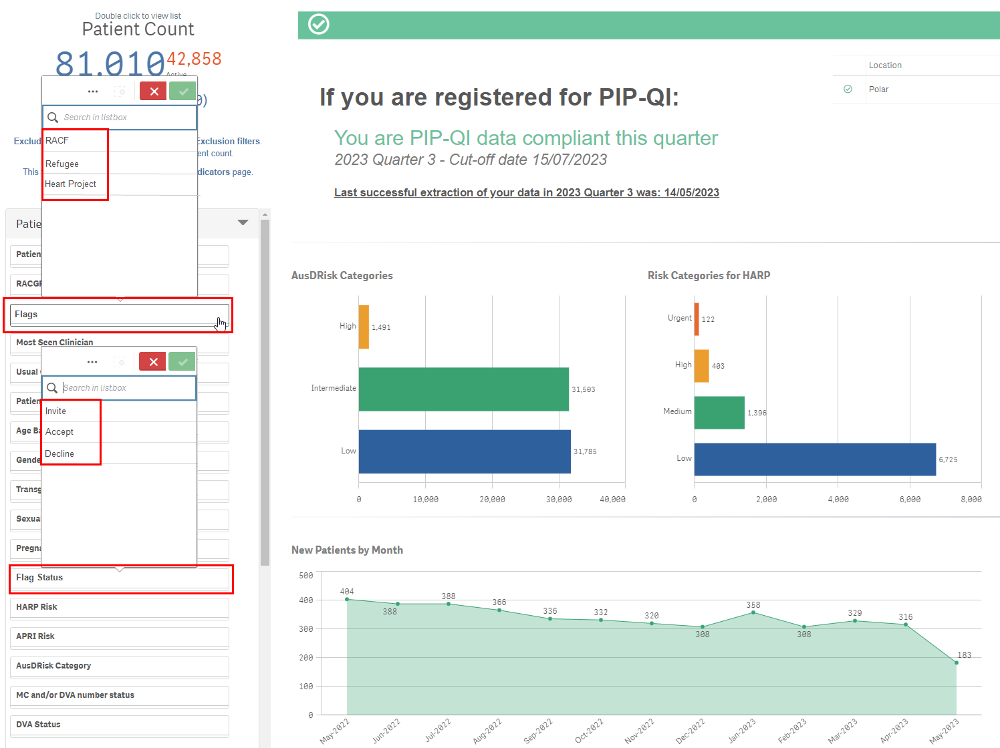 Double click to view list
Patient Count
81,010
42,858
Active
0)
Search in listbox
RACF
Refugee
Heart Project
Exclud
Exclusion filters.
ent count.
This
dicators page.
Patie
Patien
RACGP
Flags
Most Seen Clinician
Search in listbox
Invite
Accept
Decline
Usual
Patien
Age Ba
Gende
Transg
Sexua
Pregna
Flag Status
HARP Risk
APRI Risk
AusDRisk Category
MC and/or DVA number status
DVA Status
Location
Polar
If you are registered for PIP-QI:
You are PIP-QI data compliant this quarter
2023 Quarter 3 - Cut-off date 15/07/2023
Last successful extraction of your data in 2023 Quarter 3 was: 14/05/2023
AusDRisk Categories
High
1,491
Intermediate
31,503
Low
31,785
0
10,000
20,000
30,000
40,000
Risk Categories for HARP
Urgent
122
High
403
Medium
1,396
Low
6,725
0
2,000
4,000
6,000
8,000
New Patients by Month
500
400
300
200
100
0
404
388
388
366
336
332
320
308
358
308
329
316
183
May-2022
Jun-2022
Jul-2022
Aug-2022
Sep-2022
Oct-2022
Nov-2022
Dec-2022
Jan-2023
Feb-2023
Mar-2023
Apr-2023
May-2023